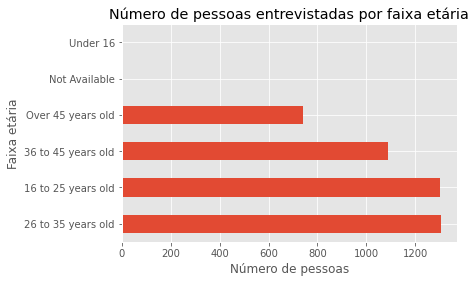 Número de pessoas entrevistadas por faixa etária
Under 16
Not Available
Over 45 years old
36 to 45 years old
16 to 25 years old
26 to 35 years old
Faixa etária
0 200 400 600 800 1000 1200
Número de pessoas